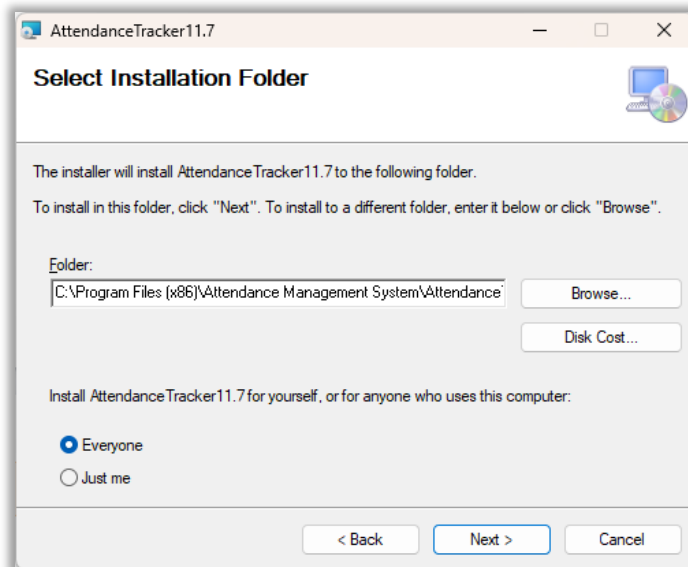 AttendanceTracker11.7
Select Installation Folder
The installer will install AttendanceTracker11.7 to the following folder.
To install in this folder, click "Next". To install to a different folder, enter it below or click "Browse".
Folder:
C:\Program Files (x86)\Attendance Management System\Attendance
Browse...
Disk Cost...
Install AttendanceTracker11.7 for yourself, or for anyone who uses this computer:
Everyone
Just me
< Back
Next >
Cancel